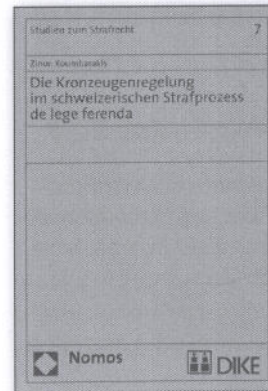 Studien zum Strafrecht 7
Zinon Koumbarakis
Die Kronzeugenregelung
im schweizerischen Strafprozess
de lege ferenda
Nomos
DIKE